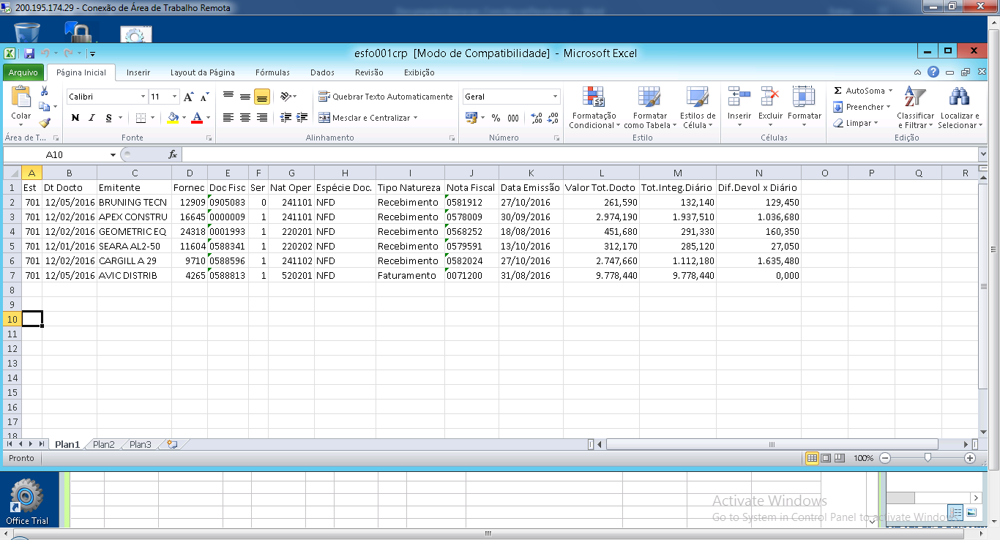 200.195.174.29 - Conexão de Área de Trabalho Remota
esfo001crp [Modo de Compatibilidade] - Microsoft Excel
Arquivo Página Inicial Inserir Layout da Página Fórmulas Dados Revisão Exibição
Colar
Calibri 11
N I S
Quebrar Texto Automaticamente
Mesclar e Centralizar
Geral
% 000
Formatação Condicional
Formatar como Tabela
Estilos de Célula
Inserir Excluir Formatar
Σ AutoSoma
Preencher
Limpar
Classificar e Filtrar
Localizar e Selecionar
Área de T... Fonte Alinhamento Número Estilo Células Edição
A10 fx
A B C D E F G H I J K L M N O P Q R
1 Est Dt Docto Emitente Fornec Doc Fisc Ser Nat Oper Espécie Doc. Tipo Natureza Nota Fiscal Data Emissão Valor Tot.Docto Tot.Integ.Diário Dif.Devol x Diário
2 701 12/05/2016 BRUNING TECN 12909 0905083 0 241101 NFD Recebimento 0581912 27/10/2016 261,590 132,140 129,450
3 701 12/02/2016 APEX CONSTRU 16645 0000009 1 241101 NFD Recebimento 0578009 30/09/2016 2.974,190 1.937,510 1.036,680
4 701 12/02/2016 GEOMETRIC EQ 24318 0001993 1 220201 NFD Recebimento 0568252 18/08/2016 451,680 291,330 160,350
5 701 12/01/2016 SEARA AL2-50 11604 0588341 1 220202 NFD Recebimento 0579591 13/10/2016 312,170 285,120 27,050
6 701 12/02/2016 CARGILL A 29 9710 0588596 1 241102 NFD Recebimento 0582024 27/10/2016 2.747,660 1.112,180 1.635,480
7 701 12/05/2016 AVIC DISTRIB 4265 0588813 1 520201 NFD Faturamento 0071200 31/08/2016 9.778,440 9.778,440 0,000
8
9
10
11
12
13
14
15
16
17
18
Plan1 Plan2 Plan3
Pronto 100%
Office Trial
Activate Windows
Go to System in Control Panel to activate Windows.